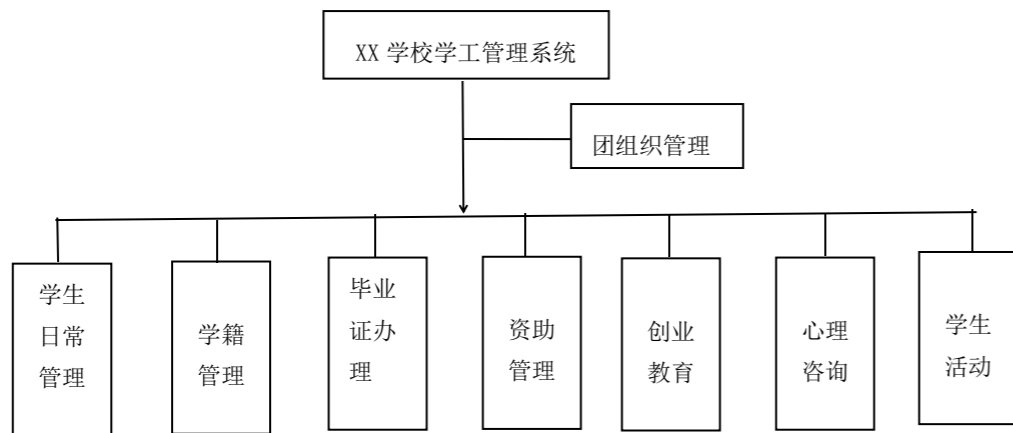 XX 学校学工管理系统
团组织管理
学生
日常
管理
学籍
管理
毕业
证办
理
资助
管理
创业
教育
心理
咨询
学生
活动